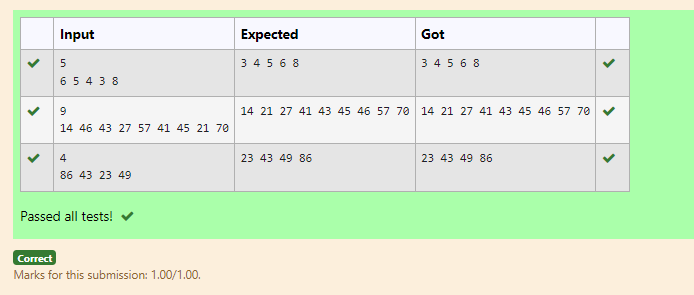 Input Expected Got
5 3 4 5 6 8 3 4 5 6 8
6 5 4 3 8
9 14 21 27 41 43 45 46 57 70 14 21 27 41 43 45 46 57 70
14 46 43 27 57 41 45 21 70
4 23 43 49 86 23 43 49 86
86 43 23 49
Passed all tests!
Correct
Marks for this submission: 1.00/1.00.